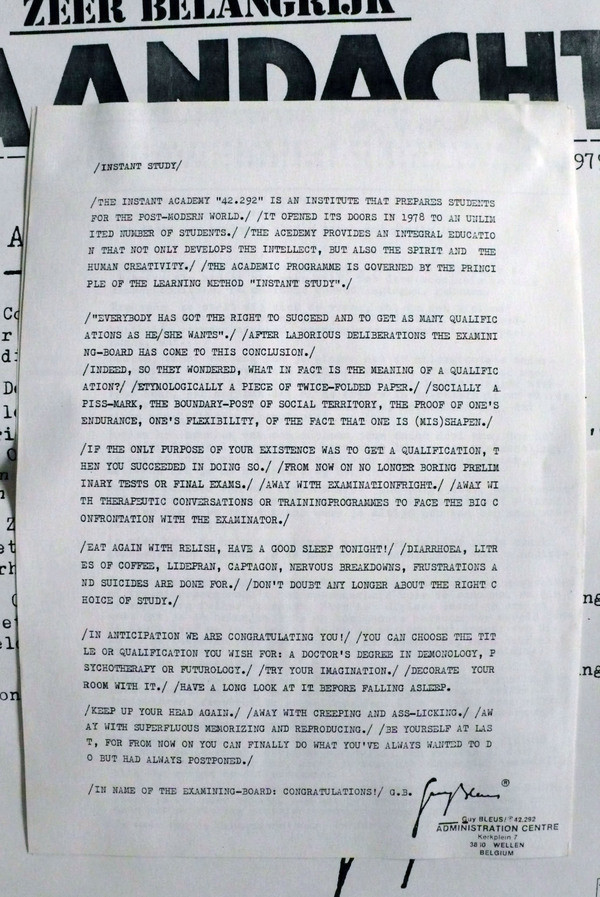 ZEER BELANGRIJK
AANDACHT
/INSTANT STUDY/
/THE INSTANT ACADEMY "42.292" IS AN INSTITUTE THAT PREPARES STUDENTS
FOR THE POST-MODERN WORLD./ /IT OPENED ITS DOORS IN 1978 TO AN UNLIM
ITED NUMBER OF STUDENTS./ /THE ACEDEMY PROVIDES AN INTEGRAL EDUCATIO
N THAT NOT ONLY DEVELOPS THE INTELLECT, BUT ALSO THE SPIRIT AND THE
HUMAN CREATIVITY./ /THE ACADEMIC PROGRAMME IS GOVERNED BY THE PRINCI
PLE OF THE LEARNING METHOD "INSTANT STUDY"./
/"EVERYBODY HAS GOT THE RIGHT TO SUCCEED AND TO GET AS MANY QUALIFIC
ATIONS AS HE/SHE WANTS"./ /AFTER LABORIOUS DELIBERATIONS THE EXAMINI
NG-BOARD HAS COME TO THIS CONCLUSION./
/INDEED, SO THEY WONDERED, WHAT IN FACT IS THE MEANING OF A QUALIFIC
ATION?/ /ETYMOLOGICALLY A PIECE OF TWICE-FOLDED PAPER./ /SOCIALLY A
PISS-MARK, THE BOUNDARY-POST OF SOCIAL TERRITORY, THE PROOF OF ONE'S
ENDURANCE, ONE'S FLEXIBILITY, OF THE FACT THAT ONE IS (MIS)SHAPEN./
/IF THE ONLY PURPOSE OF YOUR EXISTENCE WAS TO GET A QUALIFICATION, T
HEN YOU SUCCEEDED IN DOING SO./ /FROM NOW ON NO LONGER BORING PRELIM
INARY TESTS OR FINAL EXAMS./ /AWAY WITH EXAMINATIONFRIGHT./ /AWAY WI
TH THERAPEUTIC CONVERSATIONS OR TRAININGPROGRAMMES TO FACE THE BIG C
ONFRONTATION WITH THE EXAMINATOR./
/EAT AGAIN WITH RELISH, HAVE A GOOD SLEEP TONIGHT!/ /DIARRHOEA, LITR
ES OF COFFEE, LIDEPRAN, CAPTAGON, NERVOUS BREAKDOWNS, FRUSTRATIONS A
ND SUICIDES ARE DONE FOR./ /DON'T DOUBT ANY LONGER ABOUT THE RIGHT C
HOICE OF STUDY./
/IN ANTICIPATION WE ARE CONGRATULATING YOU!/ /YOU CAN CHOOSE THE TIT
LE OR QUALIFICATION YOU WISH FOR: A DOCTOR'S DEGREE IN DEMONOLOGY, P
SYCHOTHERAPY OR FUTUROLOGY./ /TRY YOUR IMAGINATION./ /DECORATE YOUR
ROOM WITH IT./ /HAVE A LONG LOOK AT IT BEFORE FALLING ASLEEP.
/KEEP UP YOUR HEAD AGAIN./ /AWAY WITH CREEPING AND ASS-LICKING./ /AW
AY WITH SUPERFLUOUS MEMORIZING AND REPRODUCING./ /BE YOURSELF AT LAS
T, FOR FROM NOW ON YOU CAN FINALLY DO WHAT YOU'VE ALWAYS WANTED TO D
O BUT HAD ALWAYS POSTPONED./
/IN NAME OF THE EXAMINING-BOARD: CONGRATULATIONS!/ G.B. Guy Bleus ®
Guy BLEUS/ 42.292
ADMINISTRATION CENTRE
Kerkplein 7
3830 WELLEN
BELGIUM